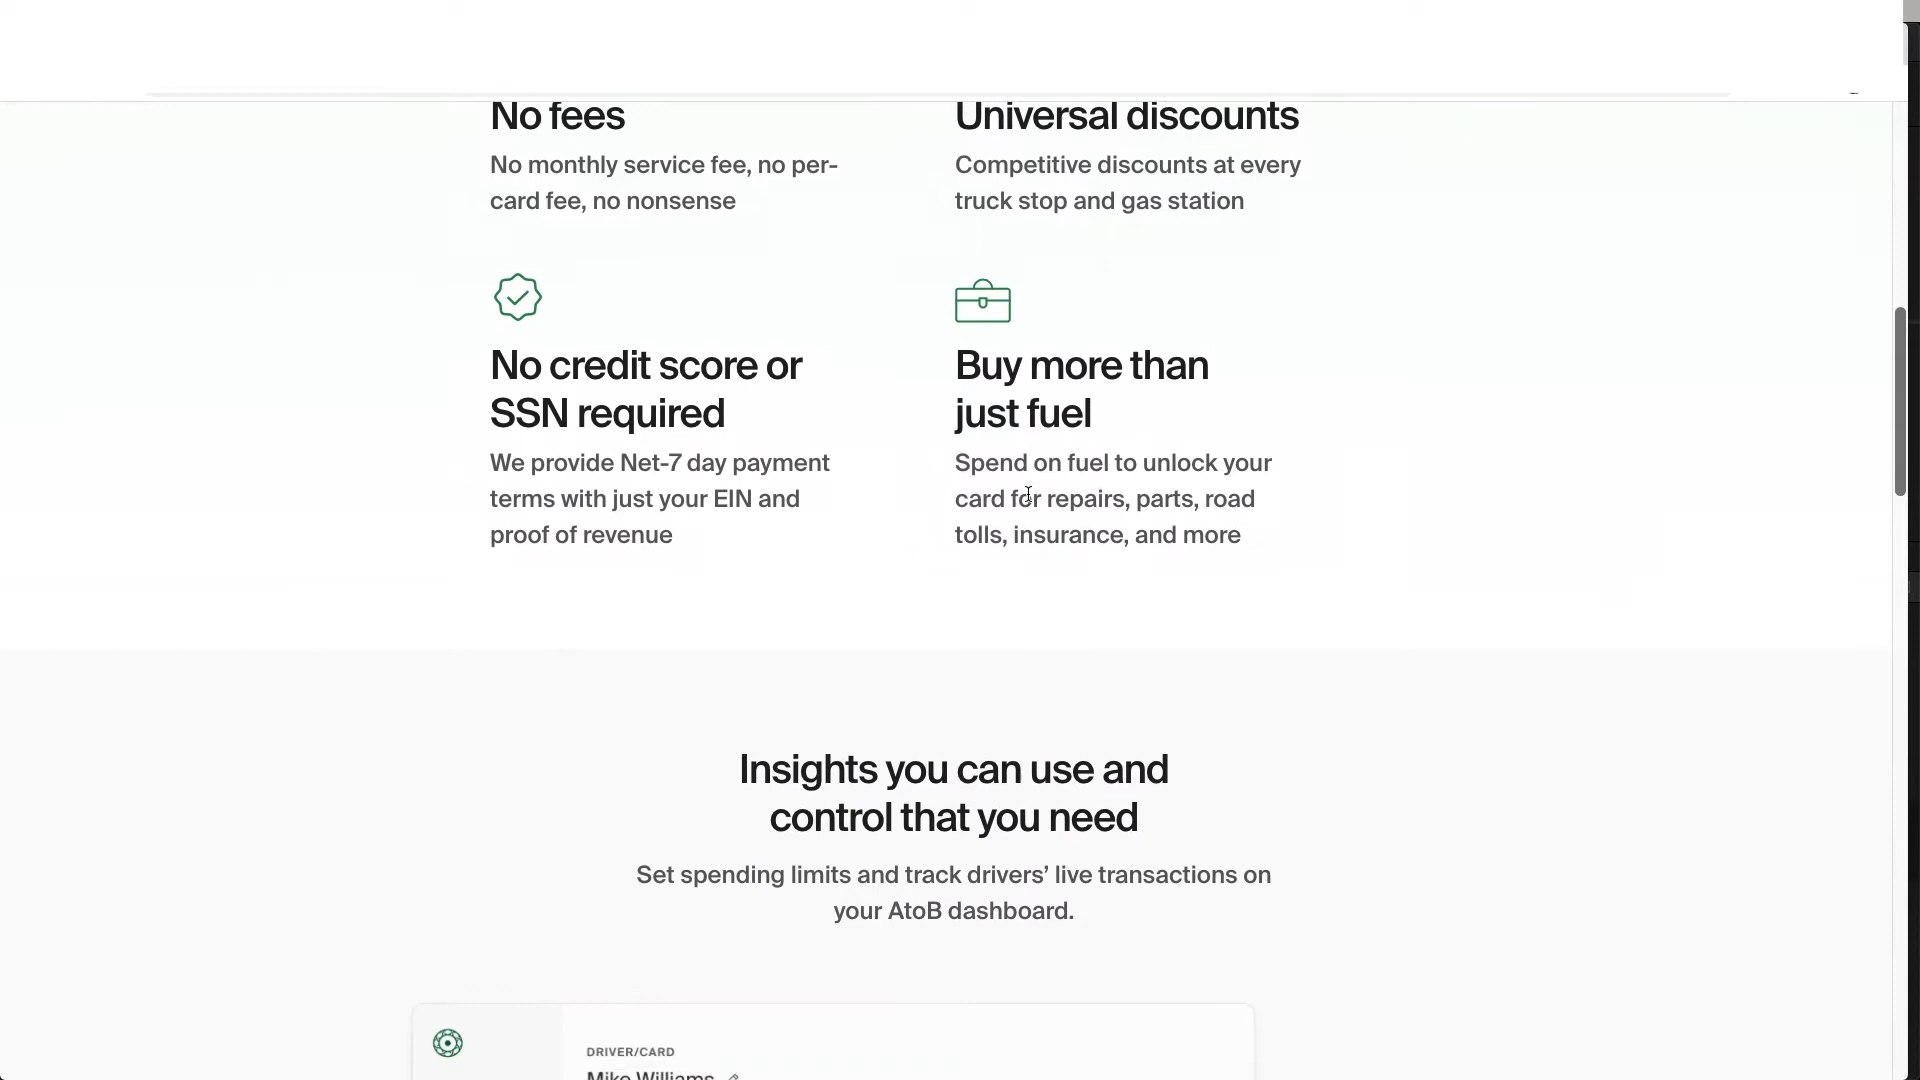 No fees
No monthly service fee, no per-
card fee, no nonsense
Universal discounts
Competitive discounts at every
truck stop and gas station
No credit score or
SSN required
We provide Net-7 day payment
terms with just your EIN and
proof of revenue
Buy more than
just fuel
Spend on fuel to unlock your
card for repairs, parts, road
tolls, insurance, and more
Insights you can use and
control that you need
Set spending limits and track drivers’ live transactions on
your AtoB dashboard.
DRIVER/CARD
Mike Williams